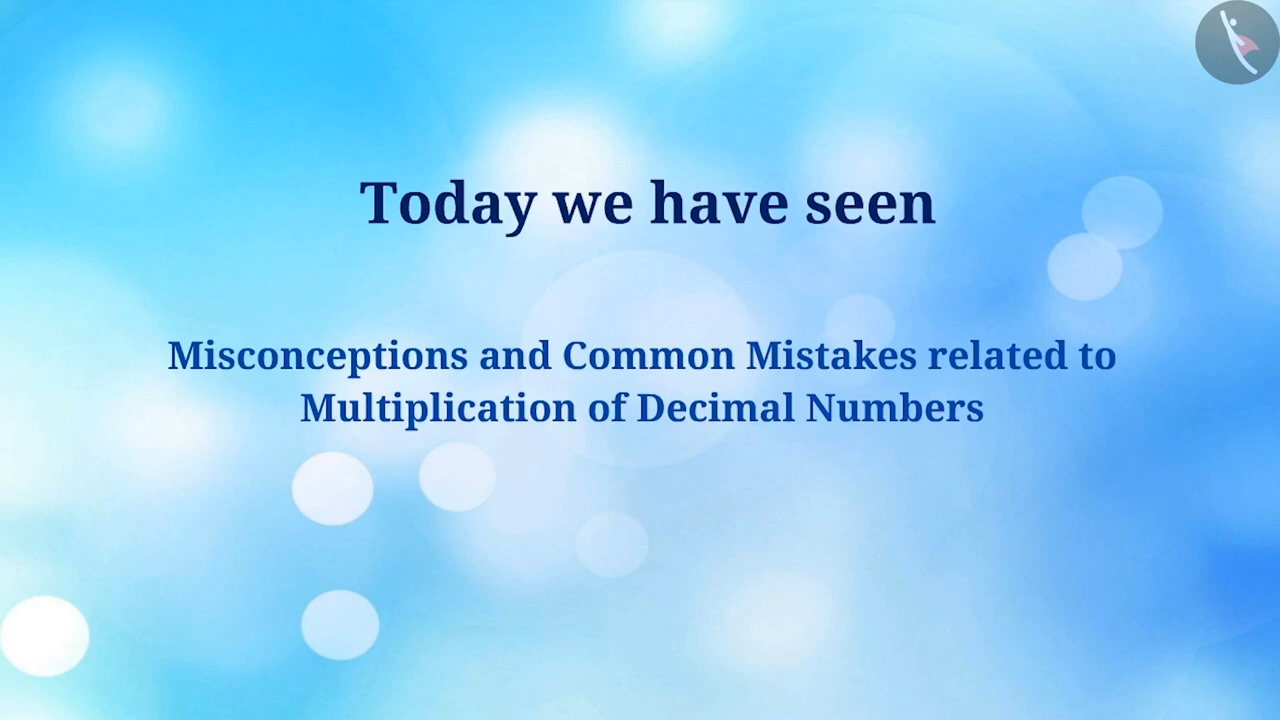 Today we have seen
Misconceptions and Common Mistakes related to
Multiplication of Decimal Numbers